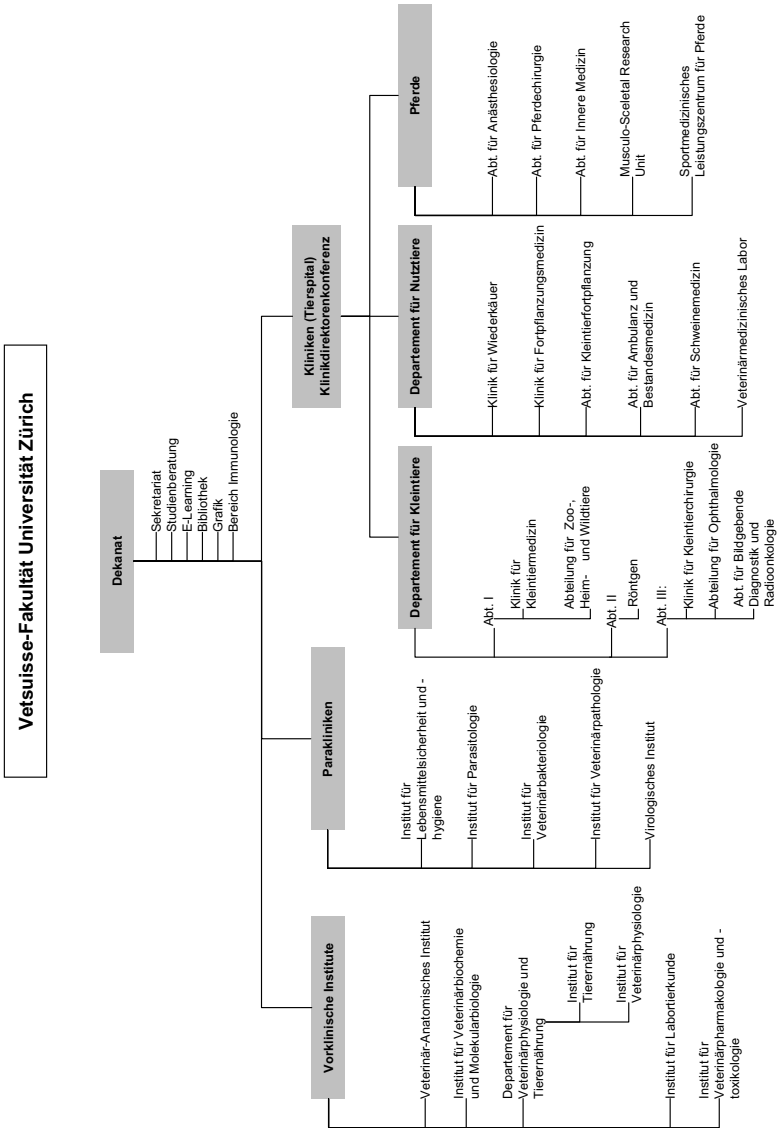 Vetsuisse-Fakultät Universität Zürich
Dekanat
Sekretariat
Studienberatung
E-Learning
Bibliothek
Grafik
Bereich Immunologie
Vorklinische Institute
Veterinär-Anatomisches Institut
Institut für Veterinärbiochemie
und Molekularbiologie
Departement für
Veterinärphysiologie und
Tierernährung
Institut für
Tierernährung
Institut für
Veterinärphysiologie
Institut für Labortierkunde
Institut für
Veterinärpharmakologie und -
toxikologie
Parakliniken
Institut für
Lebensmittelsicherheit und -
hygiene
Institut für Parasitologie
Institut für
Veterinärbakteriologie
Institut für Veterinärpathologie
Virologisches Institut
Kliniken (Tierspital)
Klinikdirektorenkonferenz
Departement für Kleintiere
Abt. I
Klinik für
Kleintiermedizin
Abteilung für Zoo-,
Heim- und Wildtiere
Abt. II
Röntgen
Abt. III:
Klinik für Kleintierchirurgie
Abteilung für Ophthalmologie
Abt. für Bildgebende
Diagnostik und
Radioonkologie
Departement für Nutztiere
Klinik für Wiederkäuer
Klinik für Fortpflanzungsmedizin
Abt. für Kleintierfortpflanzung
Abt. für Ambulanz und
Bestandesmedizin
Abt. für Schweinemedizin
Veterinärmedizinisches Labor
Pferde
Abt. für Anästhesiologie
Abt. für Pferdechirurgie
Abt. für Innere Medizin
Musculo-Sceletal Research
Unit
Sportmedizinisches
Leistungszentrum für Pferde